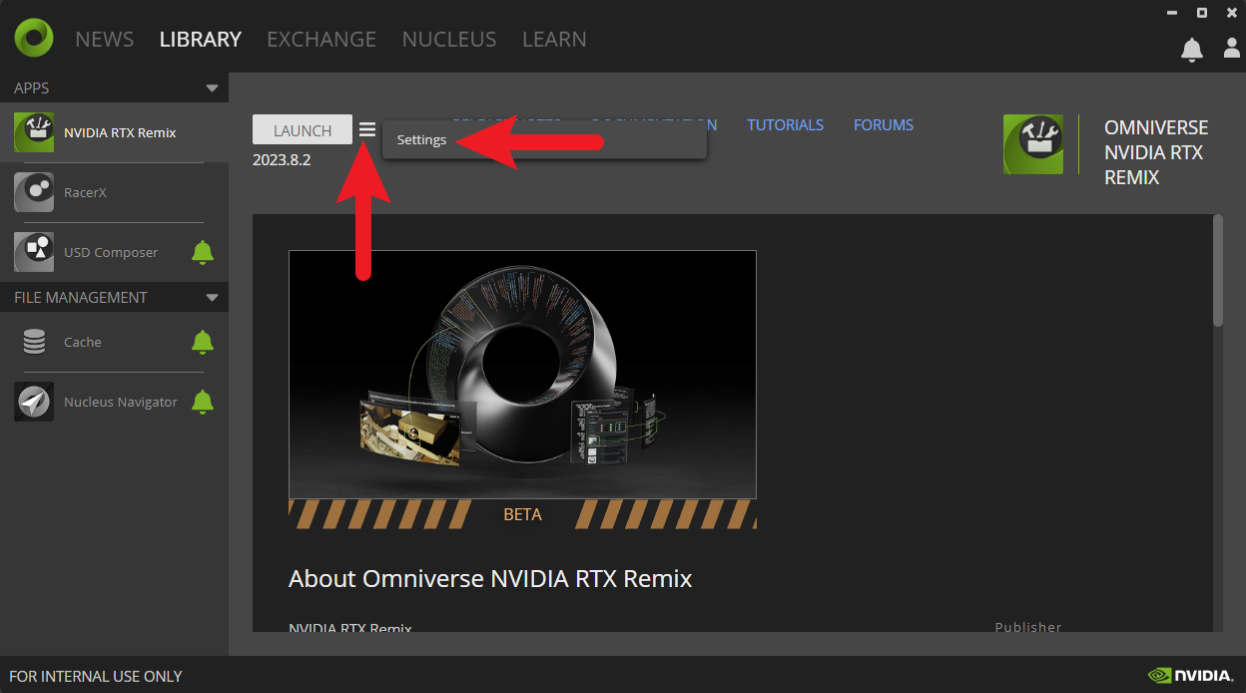 NEWS LIBRARY EXCHANGE NUCLEUS LEARN
APPS
NVIDIA RTX Remix
RacerX
USD Composer
FILE MANAGEMENT
Cache
Nucleus Navigator
LAUNCH
Settings
TUTORIALS FORUMS
2023.8.2
OMNIVERSE
NVIDIA RTX
REMIX
BETA
About Omniverse NVIDIA RTX Remix
NVIDIA RTX Remix
Publisher
FOR INTERNAL USE ONLY
NVIDIA.